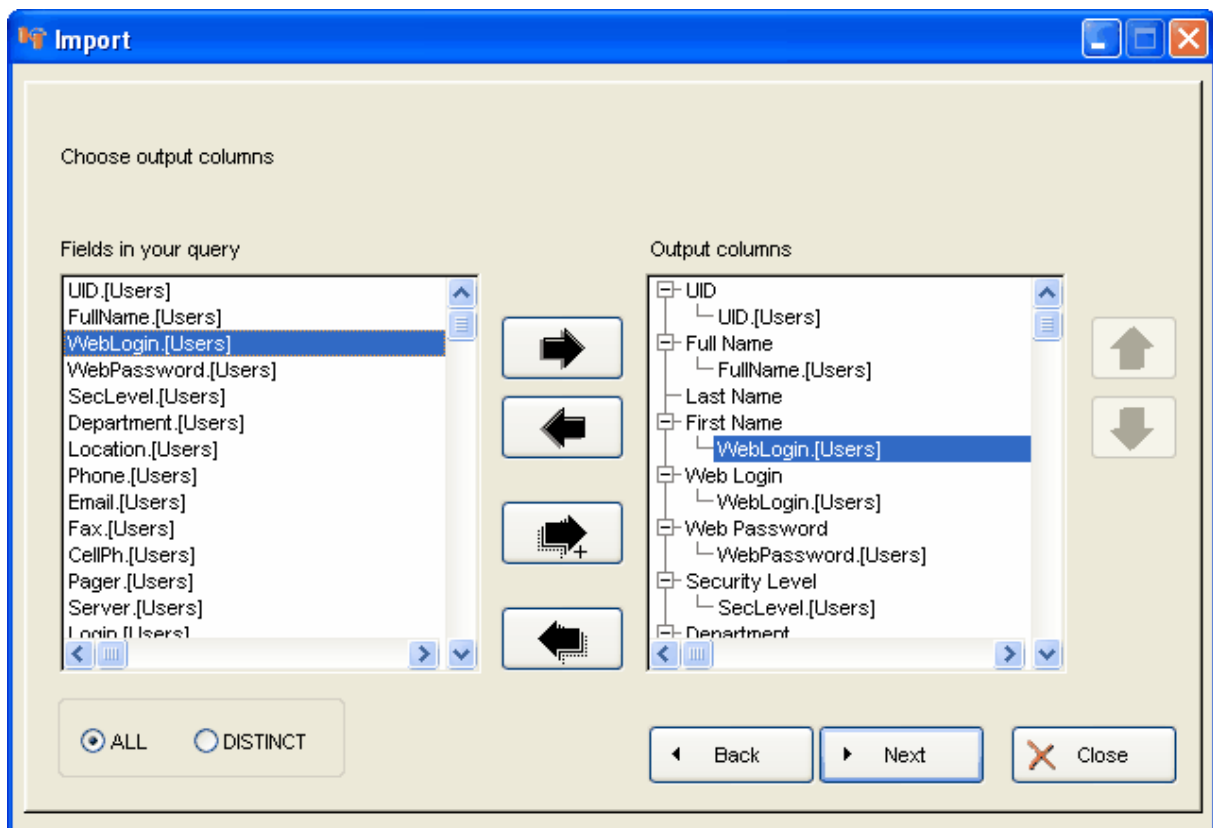 Import
Choose output columns
Fields in your query
UID.[Users]
FullName.[Users]
WebLogin.[Users]
WebPassword.[Users]
SecLevel.[Users]
Department.[Users]
Location.[Users]
Phone.[Users]
Email.[Users]
Fax.[Users]
CellPh.[Users]
Pager.[Users]
Server.[Users]
Login.[Users]
Output columns
UID
UID.[Users]
Full Name
FullName.[Users]
Last Name
First Name
WebLogin.[Users]
Web Login
WebLogin.[Users]
Web Password
WebPassword.[Users]
Security Level
SecLevel.[Users]
Department
ALL
DISTINCT
Back
Next
Close